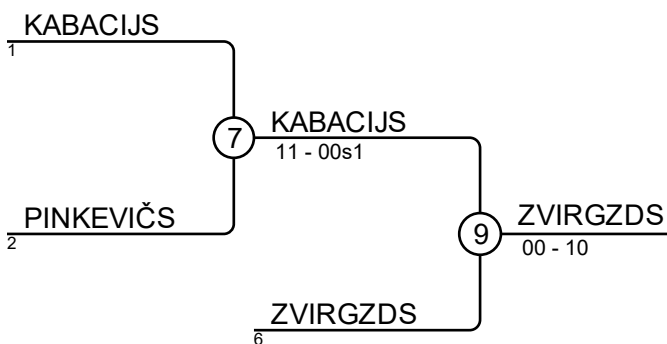 KABACIJS
1
7
KABACIJS
11 - 00s1
PINKEVIČS
2
9
ZVIRGZDS
00 - 10
ZVIRGZDS
6